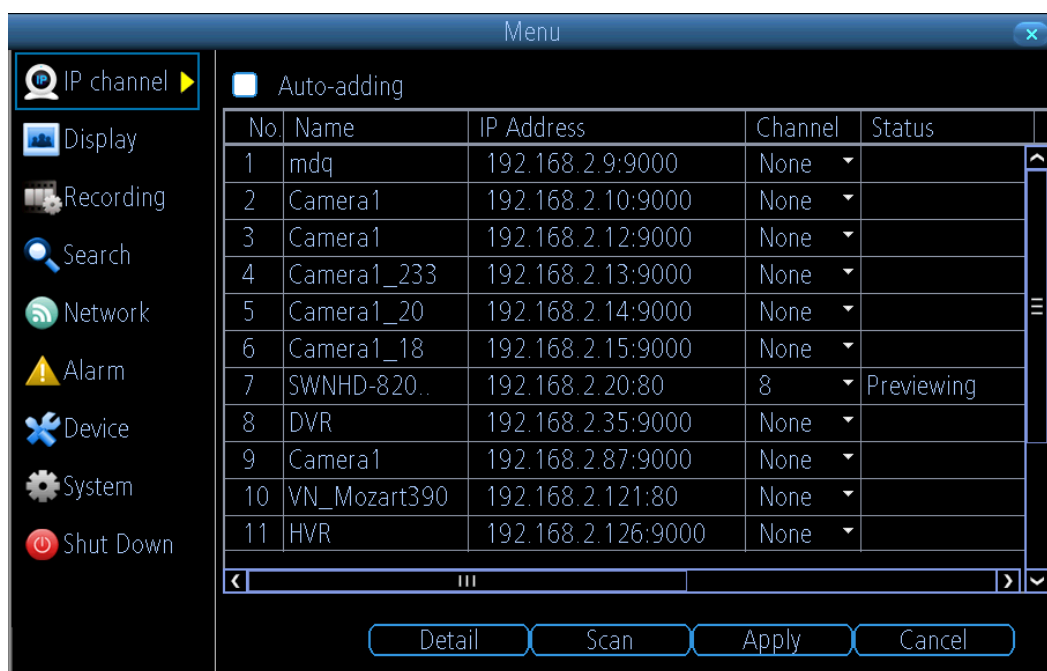 Menu
IP channel
Display
Recording
Search
Network
Alarm
Device
System
Shut Down
Auto-adding
No. Name IP Address Channel Status
1 mdq 192.168.2.9:9000 None
2 Camera1 192.168.2.10:9000 None
3 Camera1 192.168.2.12:9000 None
4 Camera1_233 192.168.2.13:9000 None
5 Camera1_20 192.168.2.14:9000 None
6 Camera1_18 192.168.2.15:9000 None
7 SWNHD-820.. 192.168.2.20:80 8 Previewing
8 DVR 192.168.2.35:9000 None
9 Camera1 192.168.2.87:9000 None
10 VN_Mozart390 192.168.2.121:80 None
11 HVR 192.168.2.126:9000 None
Detail Scan Apply Cancel